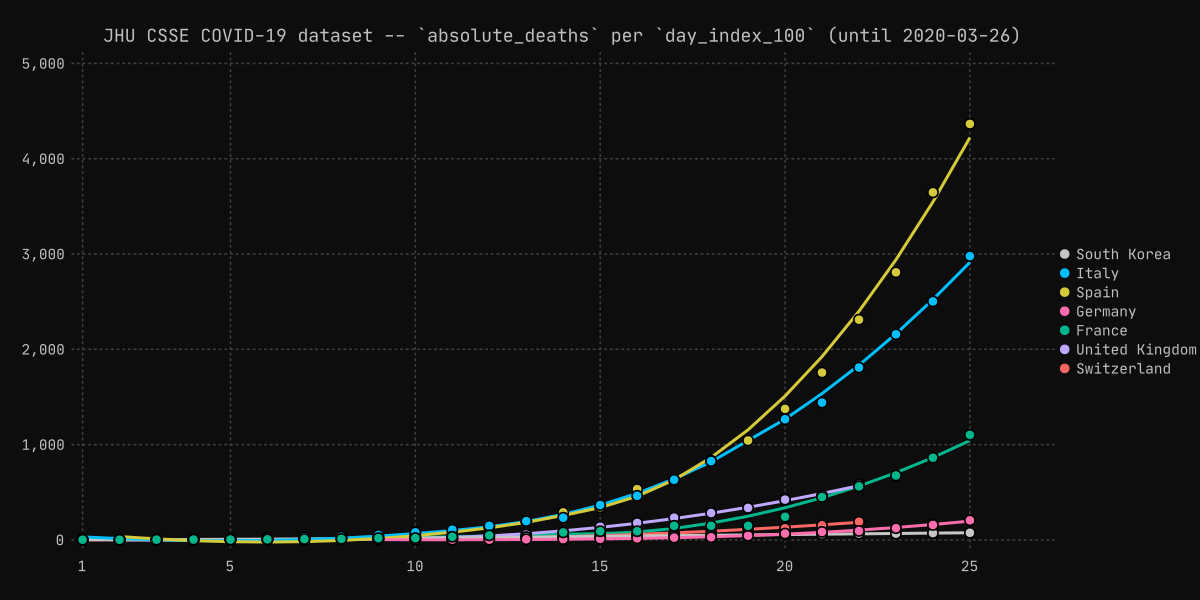 JHU CSSE COVID-19 dataset -- `absolute_deaths` per `day_index_100` (until 2020-03-26)
5,000
4,000
3,000
2,000
1,000
0
1 5 10 15 20 25
South Korea
Italy
Spain
Germany
France
United Kingdom
Switzerland